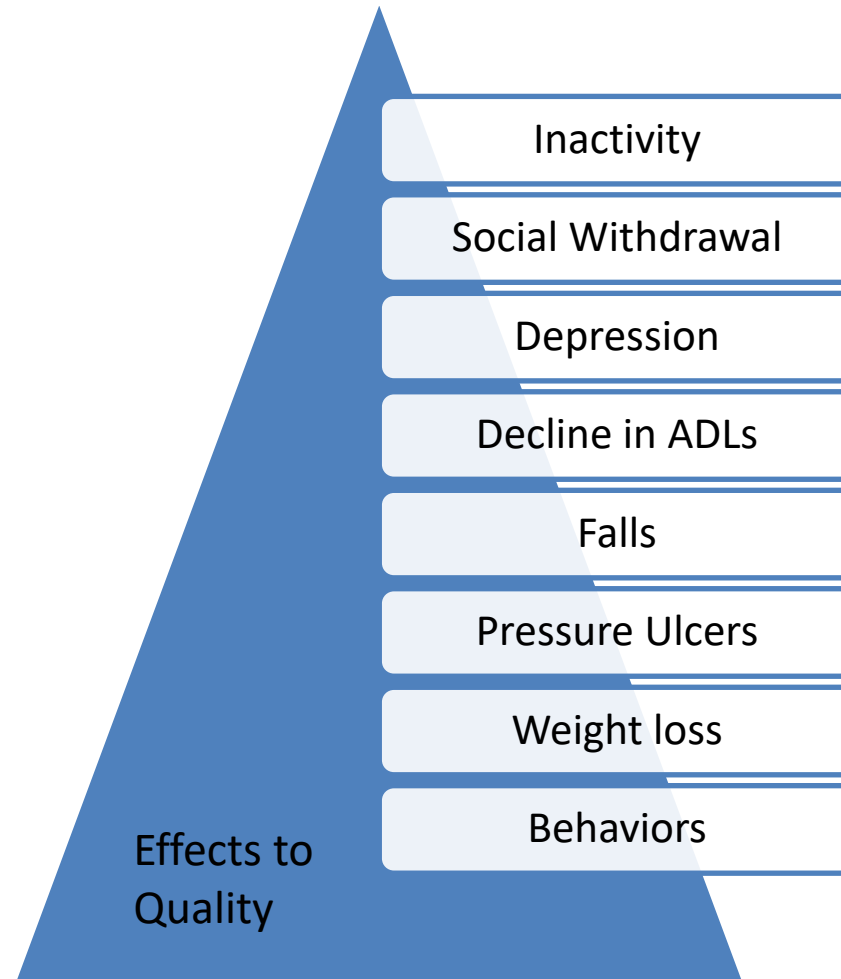 Inactivity
Social Withdrawal
Depression
Decline in ADLs
Falls
Pressure Ulcers
Weight loss
Behaviors
Effects to
Quality